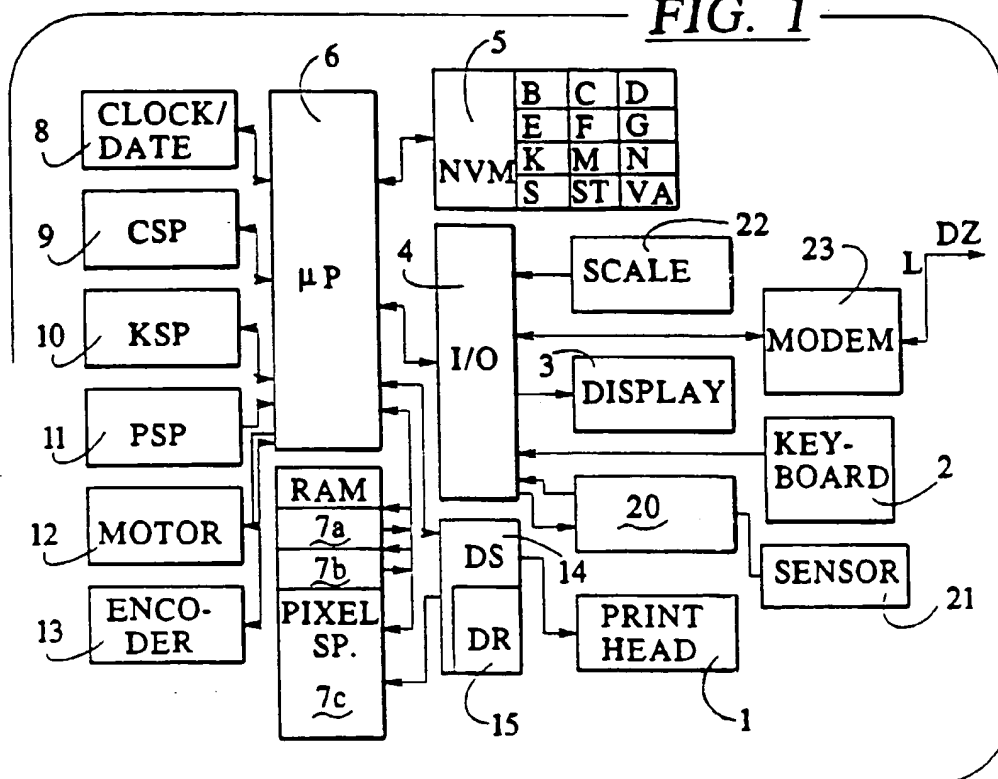 FIG. 1
6
5
8
CLOCK/
DATE
NVM
B C D
E F G
K M N
S ST VA
9
CSP
μP
4
I/O
22
SCALE
23
L
DZ
MODEM
10
KSP
3
DISPLAY
11
PSP
KEY-
BOARD
2
12
MOTOR
RAM
7a
7b
PIXEL
SP.
7c
20
14
DS
DR
15
SENSOR
21
13
ENCO-
DER
PRINT
HEAD
1